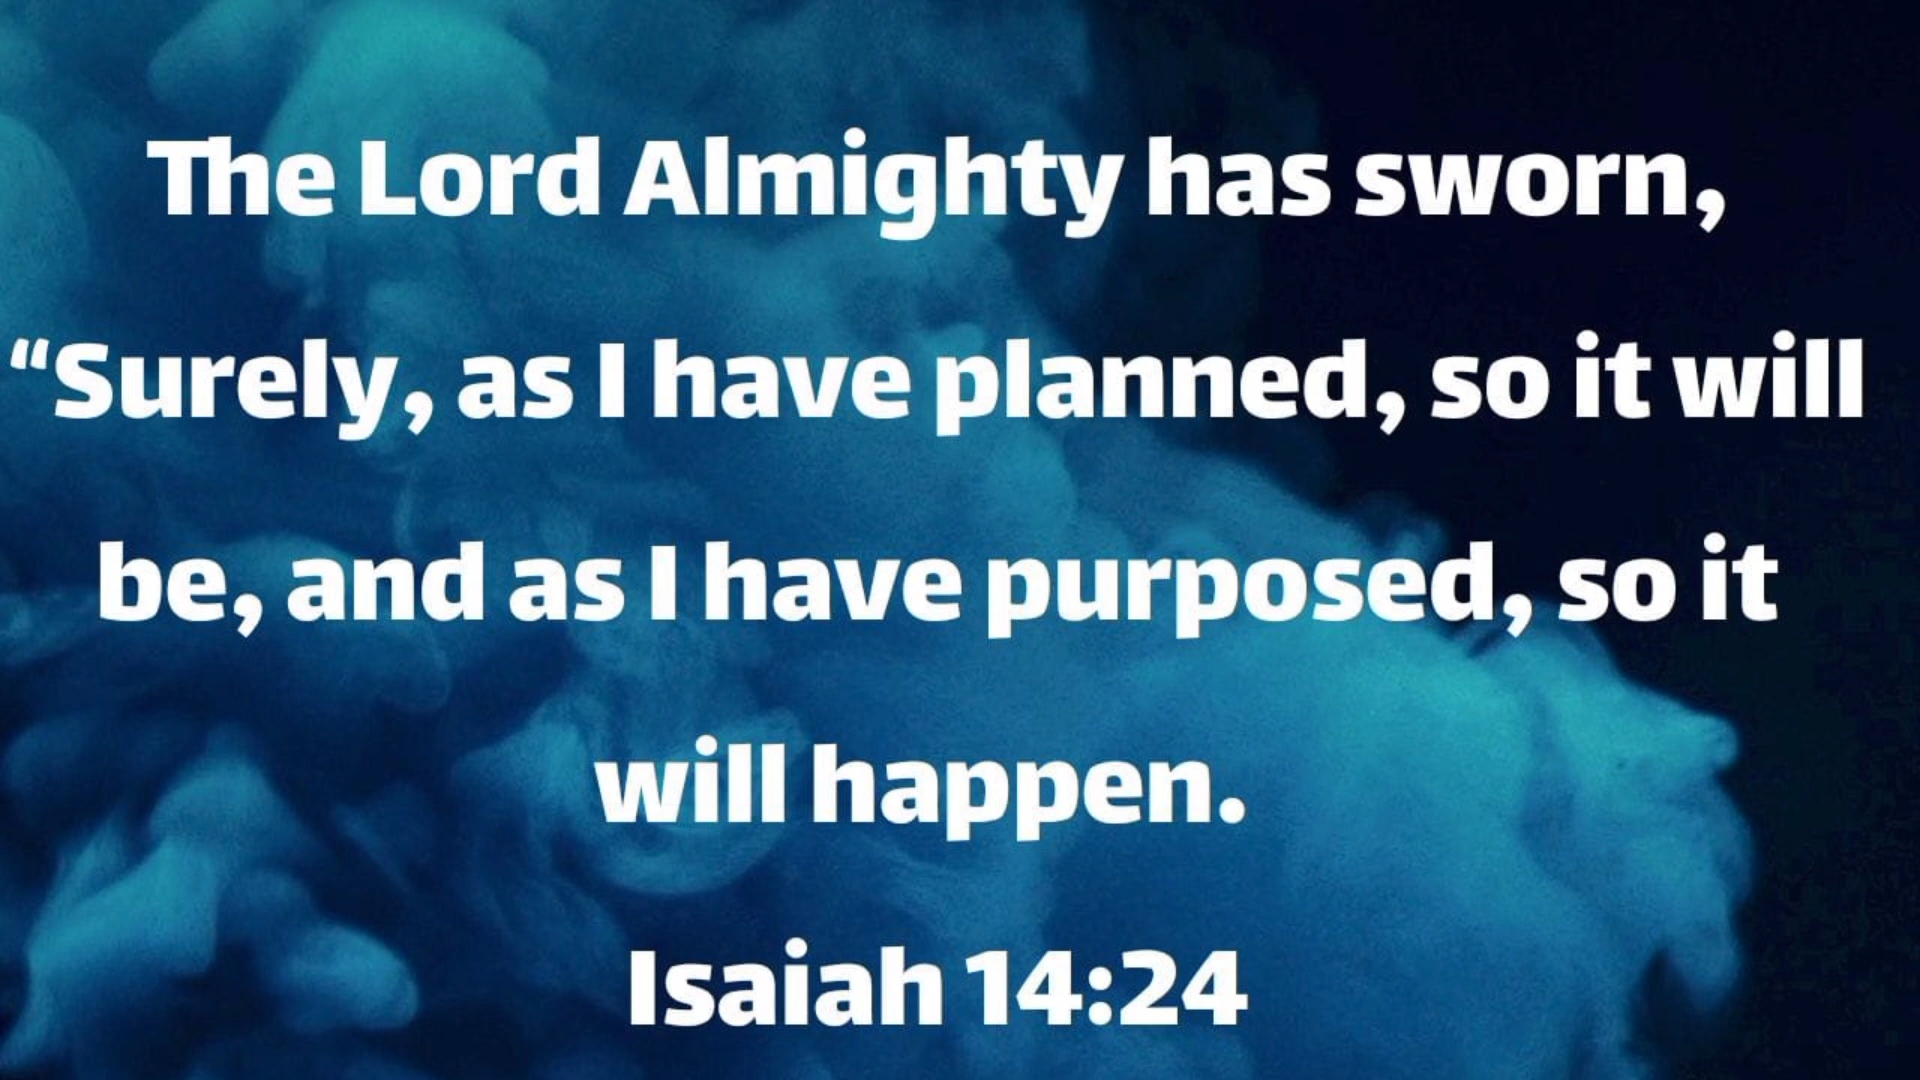 The Lord Almighty has sworn,
“Surely, as I have planned, so it will
be, and as I have purposed, so it
will happen.
Isaiah 14:24